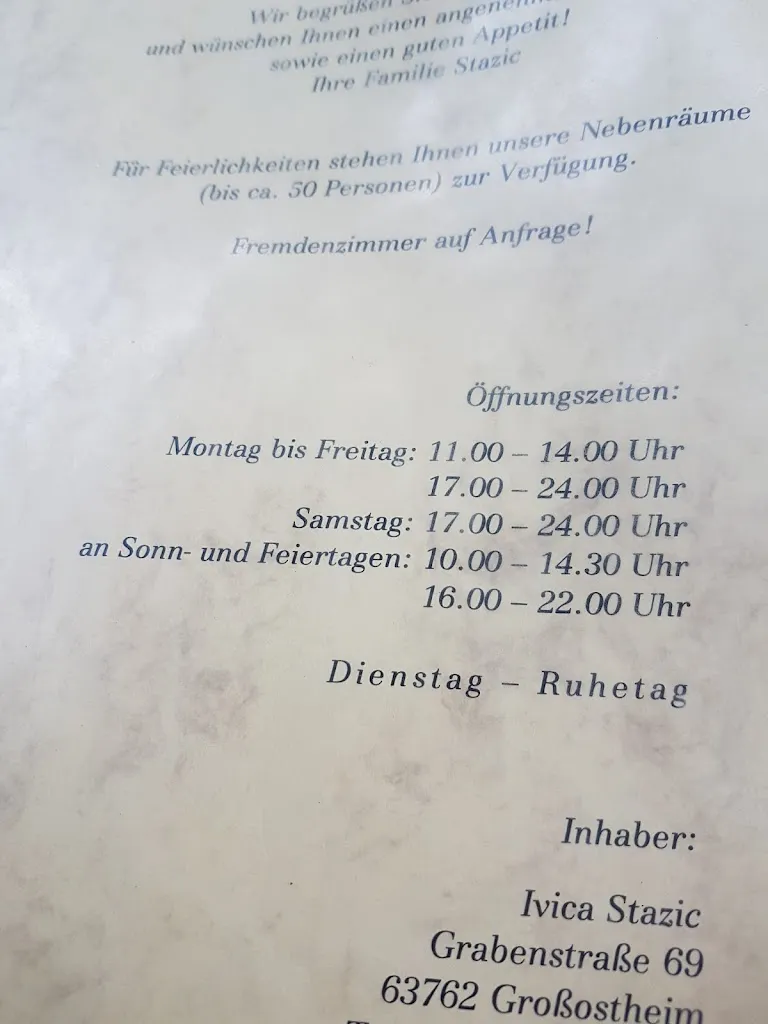 Wir begrüßen
und wünschen Ihnen einen
sowie einen guten Appetit!
Ihre Familie Stazic
Für Feierlichkeiten stehen Ihnen unsere Nebenräume
(bis ca. 50 Personen) zur Verfügung.
Fremdenzimmer auf Anfrage!
Öffnungszeiten:
Montag bis Freitag: 11.00 – 14.00 Uhr
17.00 – 24.00 Uhr
Samstag: 17.00 – 24.00 Uhr
an Sonn- und Feiertagen: 10.00 – 14.30 Uhr
16.00 – 22.00 Uhr
Dienstag – Ruhetag
Inhaber:
Ivica Stazic
Grabenstraße 69
63762 Großostheim